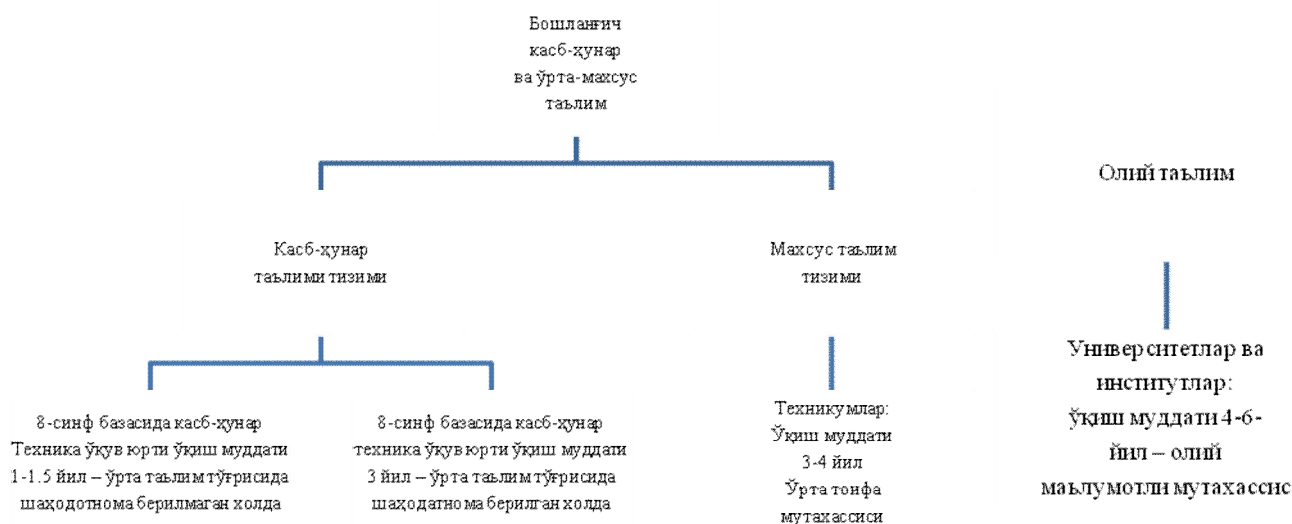 Бошланғич
касб-ҳунар
ва ўрта-махсус
таълим
Олий таълим
Касб-ҳунар
таълими тизими
Махсус таълим
тизими
8-синф базасида касб-ҳунар
Техника ўқув юрти ўқиш муддати
1-1.5 йил – ўрта таълим тўғрисида
шаҳодотнома берилмаган холда
8-синф базасида касб-ҳунар
техника ўқув юрти ўқиш муддати
3 йил – ўрта таълим тўғрисида
шаҳодатнома берилган холда
Техникумлар:
Ўқиш муддати
3-4 йил
Ўрта тоифа
мутахассиси
Университетлар ва
институтлар:
ўқиш муддати 4-6-
йил – олий
маълумотли мутахассис